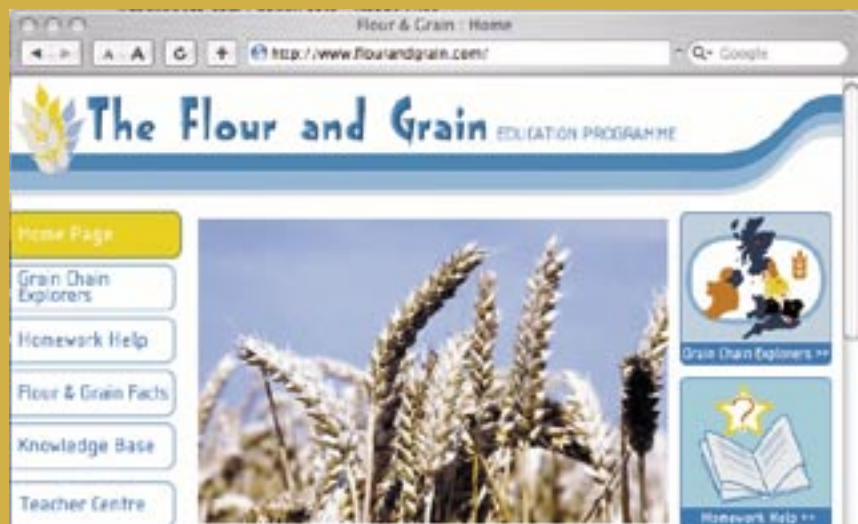 Flour & Grain : Home
A A
http://www.flourandgrain.com/
Google
The Flour and Grain EDUCATION PROGRAMME
Home Page
Grain Chain
Explorers
Homework Help
Flour & Grain Facts
Knowledge Base
Teacher Centre
Grain Chain Explorers >>
?
Homework Help >>